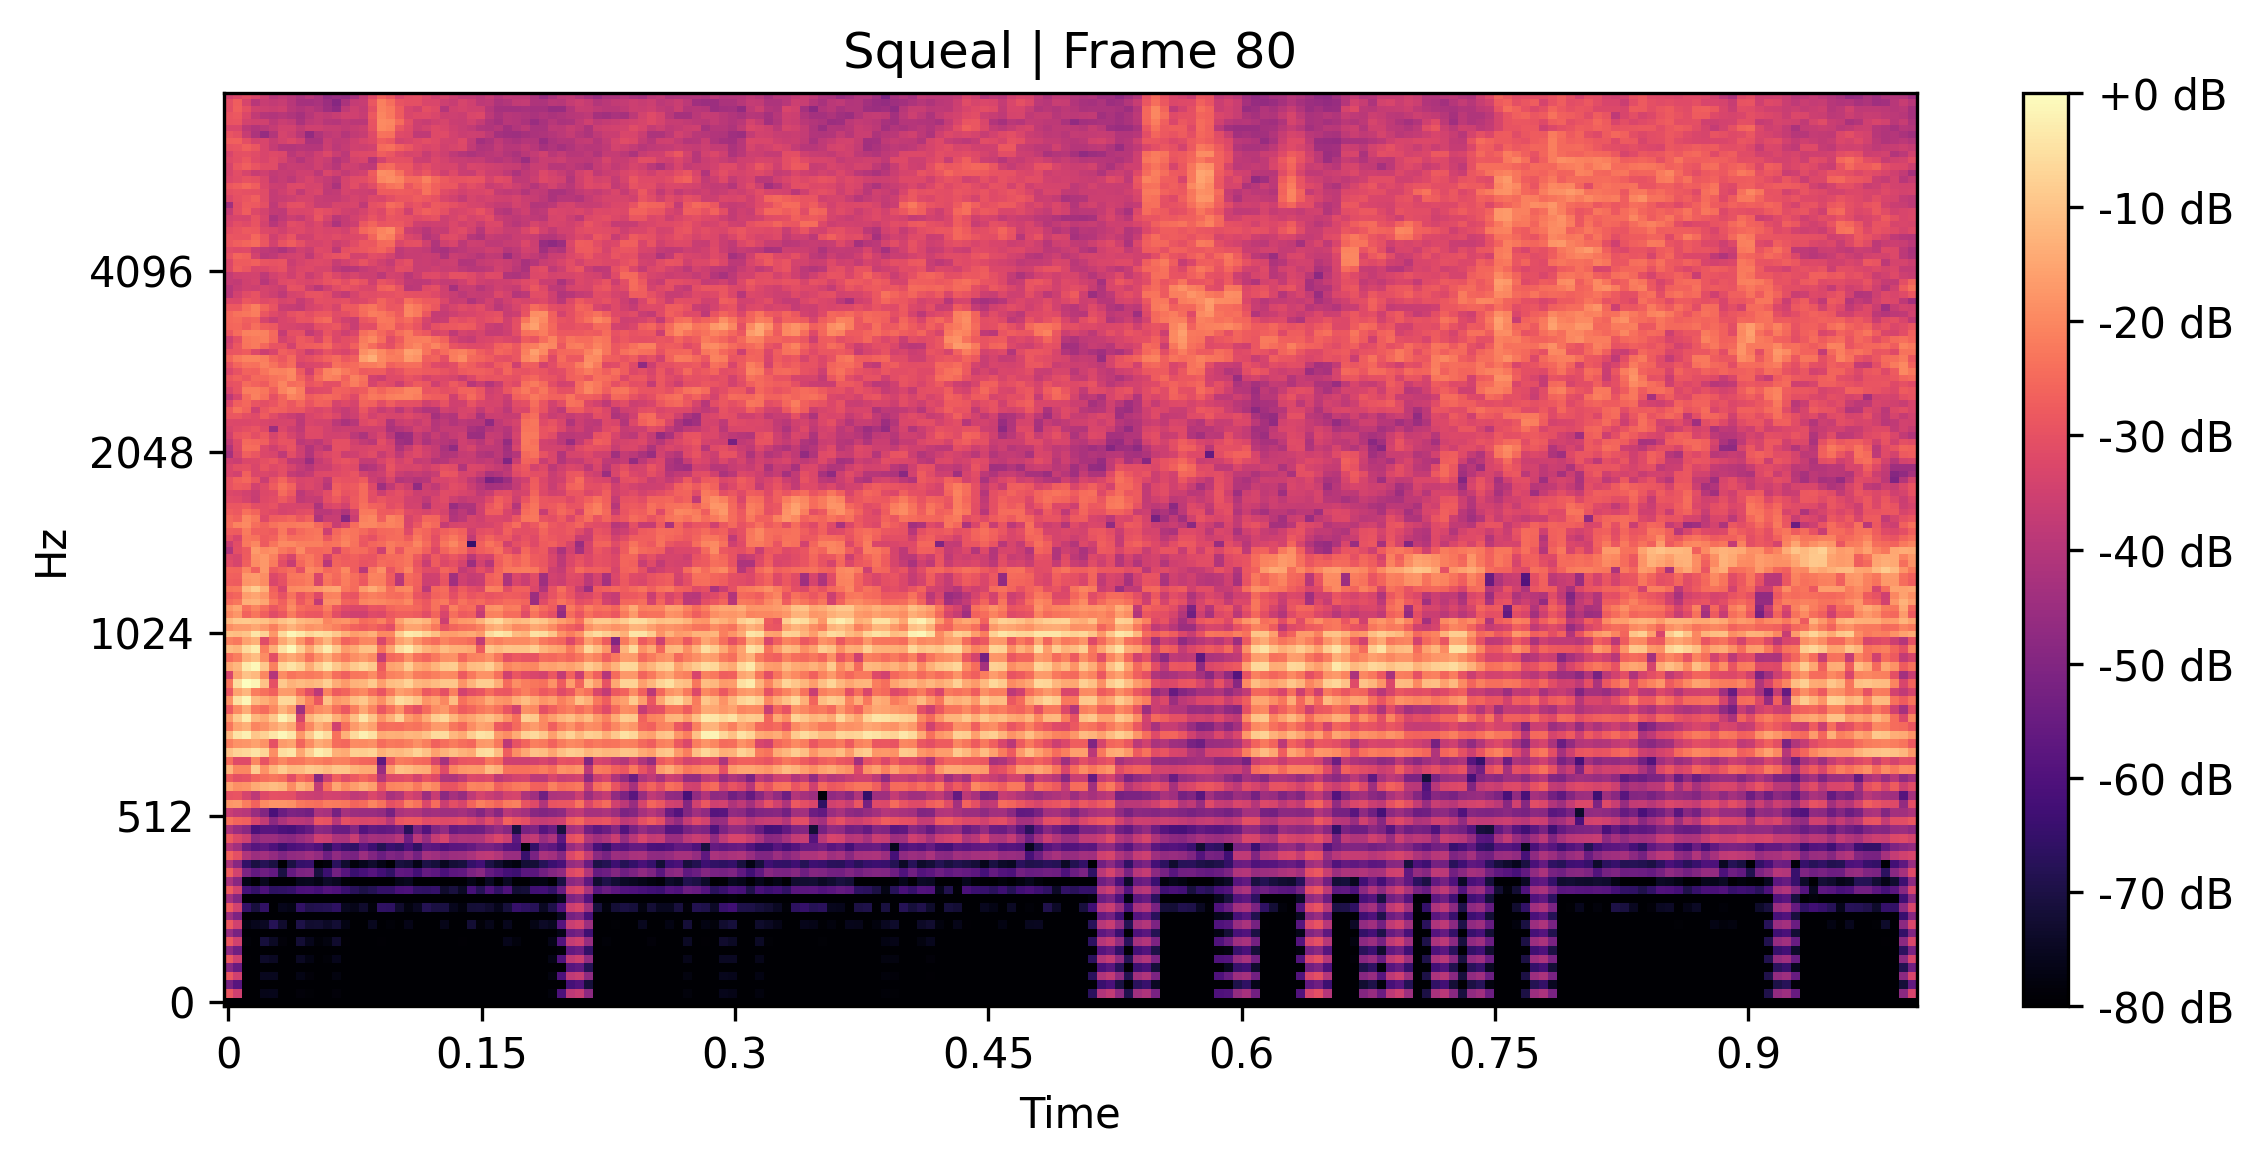 Squeal | Frame 80
+0 dB
-10 dB
-20 dB
-30 dB
-40 dB
-50 dB
-60 dB
-70 dB
-80 dB
Hz
4096
2048
1024
512
0
0 0.15 0.3 0.45 0.6 0.75 0.9
Time